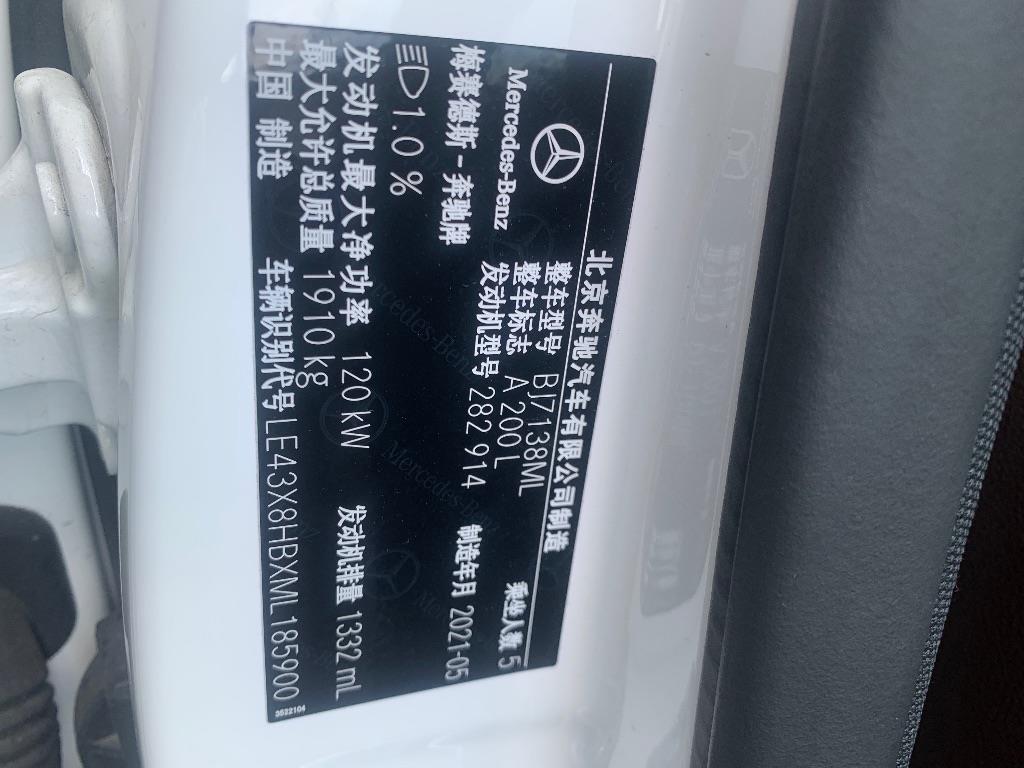 北京奔驰汽车有限公司制造
Mercedes-Benz
整车型号 BJ7138ML
整车标志 A 200 L
乘坐人数 5
梅赛德斯-奔驰牌
发动机型号 282 914
制造年月 2021-05
1.0 %
发动机最大净功率 120 kW
发动机排量 1332 mL
最大允许总质量 1910 kg
中国 制造
车辆识别代号 LE43X8HBXML185900
3532104